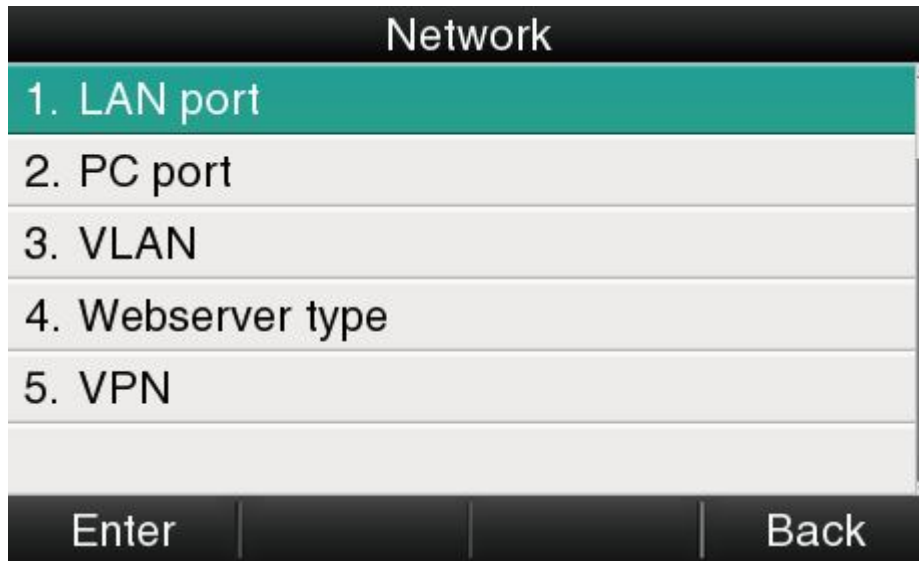 Network
1. LAN port
2. PC port
3. VLAN
4. Webserver type
5. VPN
Enter Back